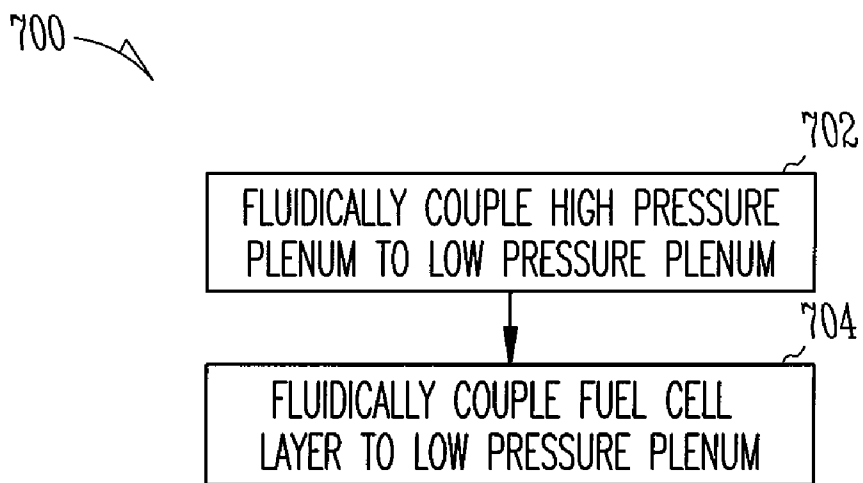 700
702
FLUIDICALLY COUPLE HIGH PRESSURE
PLENUM TO LOW PRESSURE PLENUM
704
FLUIDICALLY COUPLE FUEL CELL
LAYER TO LOW PRESSURE PLENUM